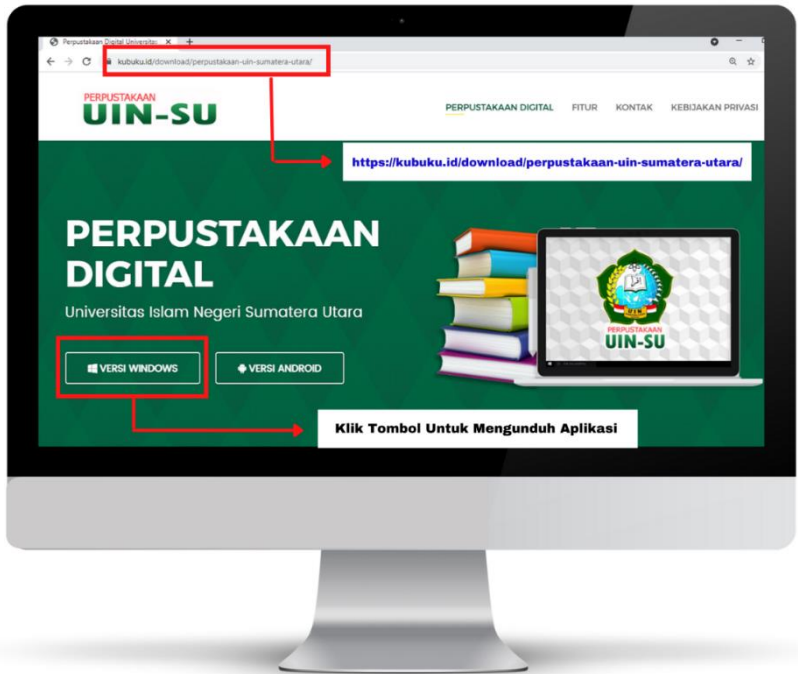 Perpustakaan Digital Universitas
kubuku.id/download/perpustakaan-uin-sumatera-utara/
PERPUSTAKAAN
UIN-SU
PERPUSTAKAAN DIGITAL FITUR KONTAK KEBIJAKAN PRIVASI
https://kubuku.id/download/perpustakaan-uin-sumatera-utara/
PERPUSTAKAAN
DIGITAL
Universitas Islam Negeri Sumatera Utara
UIN
PERPUSTAKAAN
UIN-SU
VERSI WINDOWS VERSI ANDROID
Klik Tombol Untuk Mengunduh Aplikasi